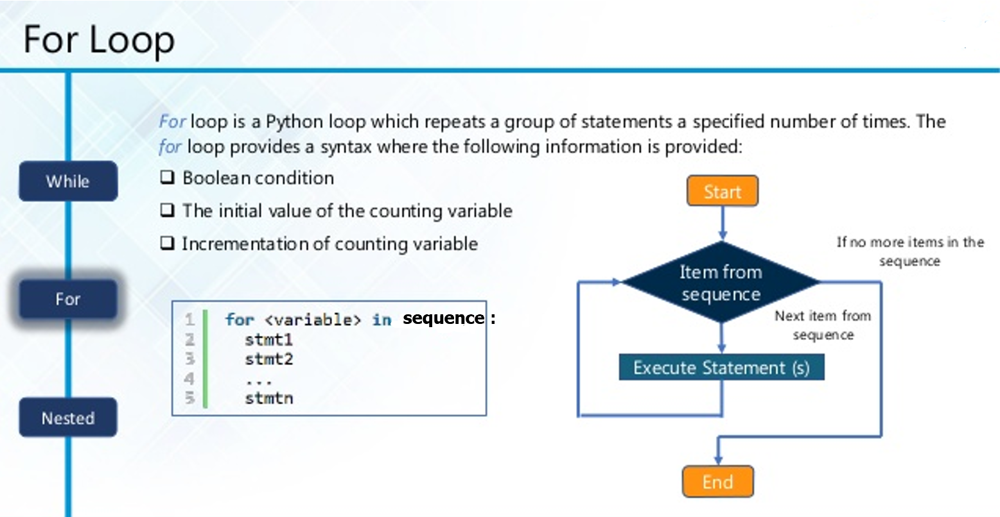 For Loop
For loop is a Python loop which repeats a group of statements a specified number of times. The
for loop provides a syntax where the following information is provided:
Boolean condition
The initial value of the counting variable
Incrementation of counting variable
While
For
Nested
1 for <variable> in sequence :
2 stmt1
3 stmt2
4 ...
5 stmtn
Start
Item from
sequence
If no more items in the
sequence
Next item from
sequence
Execute Statement (s)
End